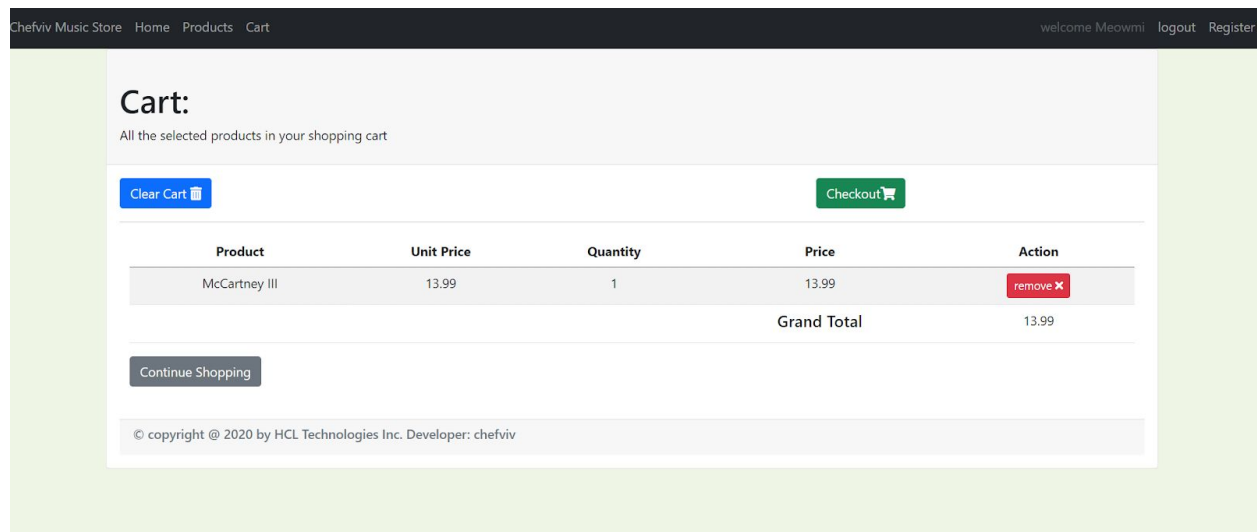 Chefviv Music Store Home Products Cart welcome Meowmi logout Register
Cart:
All the selected products in your shopping cart
Clear Cart Checkout
Product Unit Price Quantity Price Action
McCartney III 13.99 1 13.99 remove
Grand Total 13.99
Continue Shopping
© copyright @ 2020 by HCL Technologies Inc. Developer: chefviv